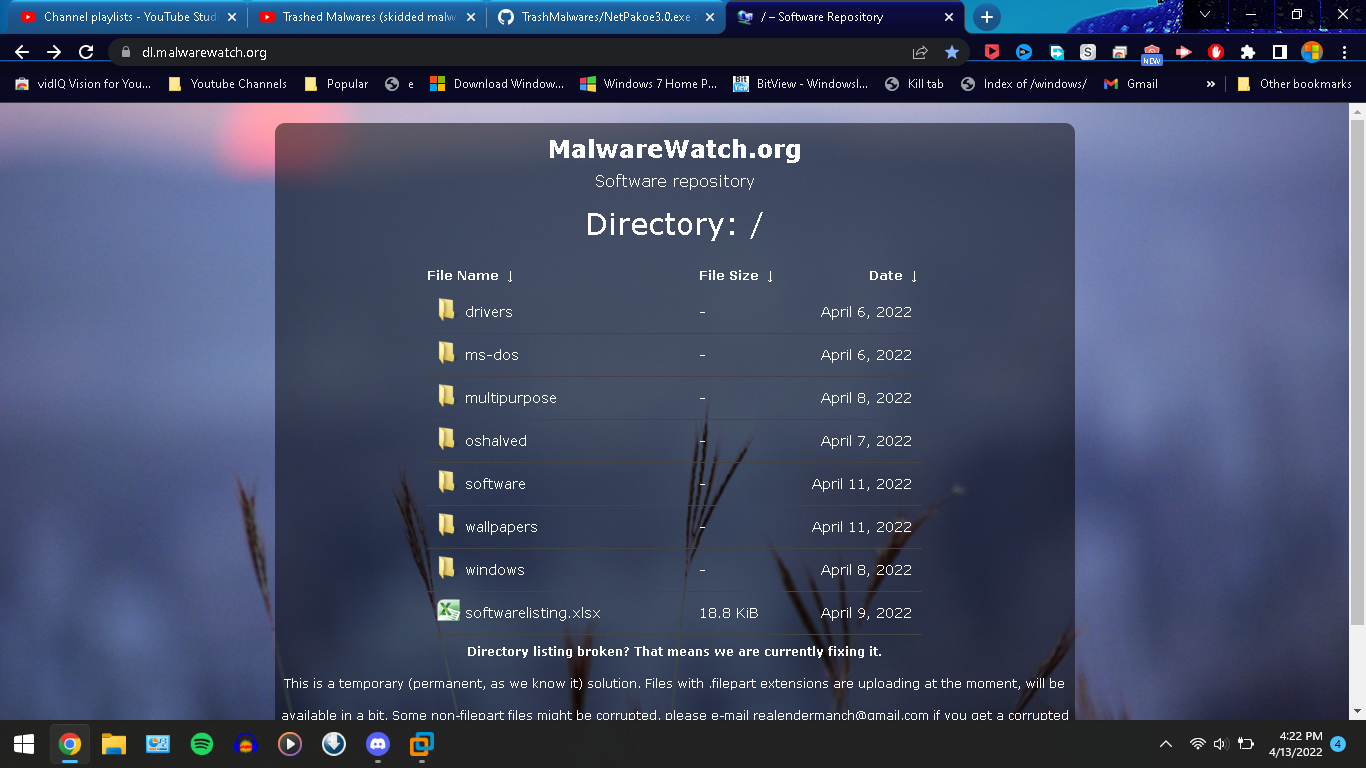 Channel playlists - YouTube Stud
Trashed Malwares (skidded malw
TrashMalwares/NetPakoe3.0.exe
/ – Software Repository
dl.malwarewatch.org
NEW
vidIQ Vision for You...
Youtube Channels
Popular
e
Download Window...
Windows 7 Home P...
BitView - WindowsI...
Kill tab
Index of /windows/
Gmail
»
Other bookmarks
MalwareWatch.org
Software repository
Directory: /
File Name ↓ File Size ↓ Date ↓
drivers - April 6, 2022
ms-dos - April 6, 2022
multipurpose - April 8, 2022
oshalved - April 7, 2022
software - April 11, 2022
wallpapers - April 11, 2022
windows - April 8, 2022
softwarelisting.xlsx 18.8 KiB April 9, 2022
Directory listing broken? That means we are currently fixing it.
This is a temporary (permanent, as we know it) solution. Files with .filepart extensions are uploading at the moment, will be
available in a bit. Some non-filepart files might be corrupted, please e-mail realendermanch@gmail.com if you get a corrupted
4:22 PM
4/13/2022
4